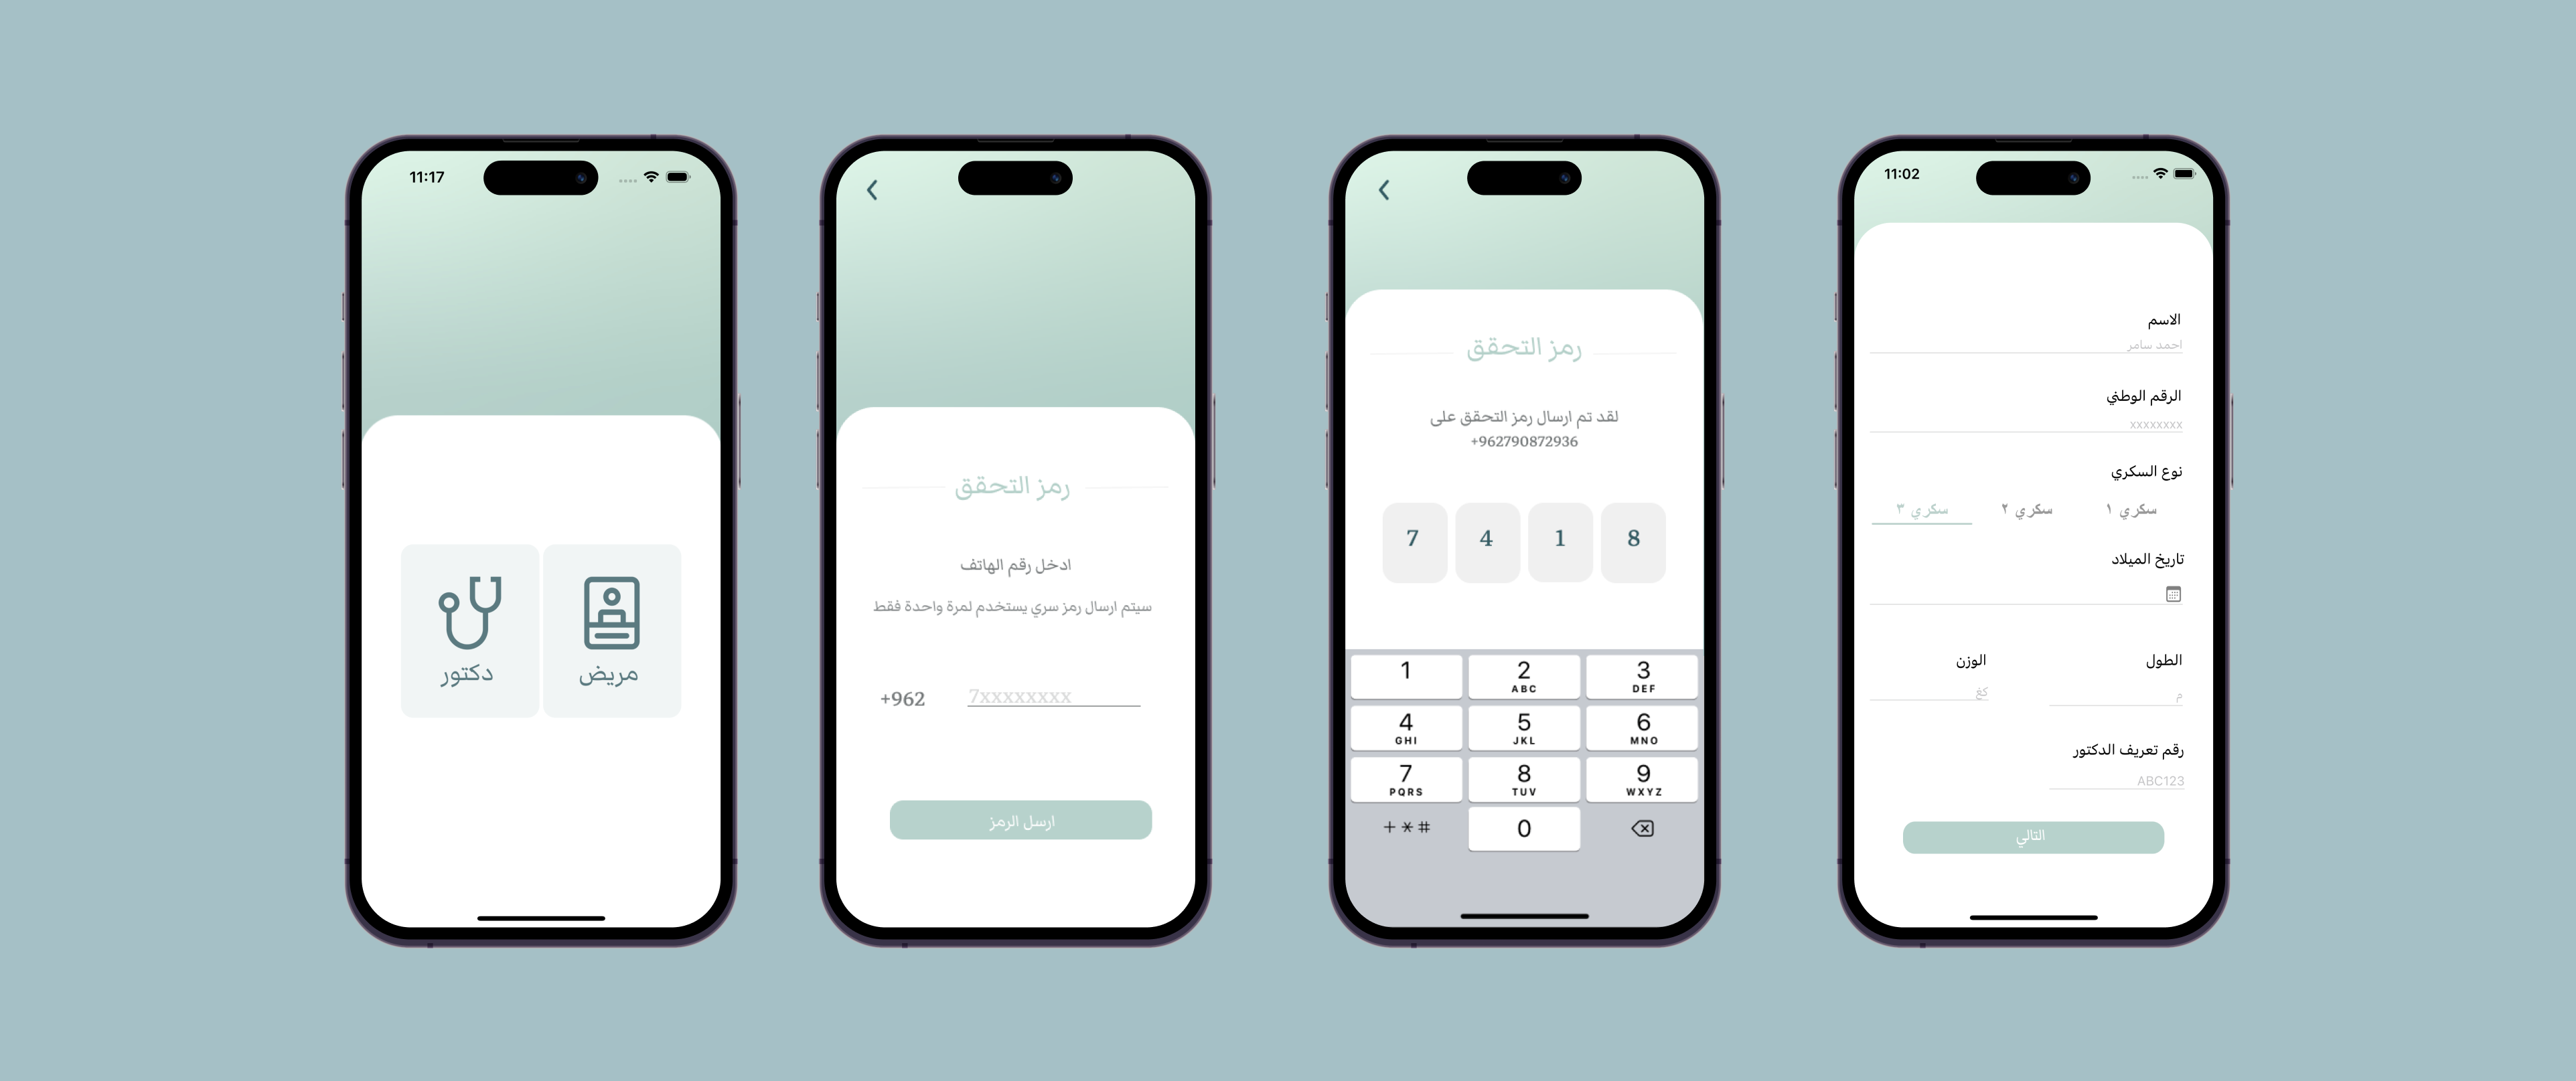 11:17
مريض
دكتور
رمز التحقق
ادخل رقم الهاتف
سيتم ارسال رمز سري يستخدم لمرة واحدة فقط
+962 7xxxxxxxx
ارسل الرمز
رمز التحقق
لقد تم ارسال رمز التحقق على
+962790872936
7 4 1 8
1 2 3
ABC DEF
4 5 6
GHI JKL MNO
7 8 9
PQRS TUV WXYZ
+*# 0
11:02
الاسم
احمد سامر
الرقم الوطني
xxxxxxxx
نوع السكري
سكري ١ سكري ٢ سكري ٣
تاريخ الميلاد
الطول الوزن
م كغ
رقم تعريف الدكتور
ABC123
التالي